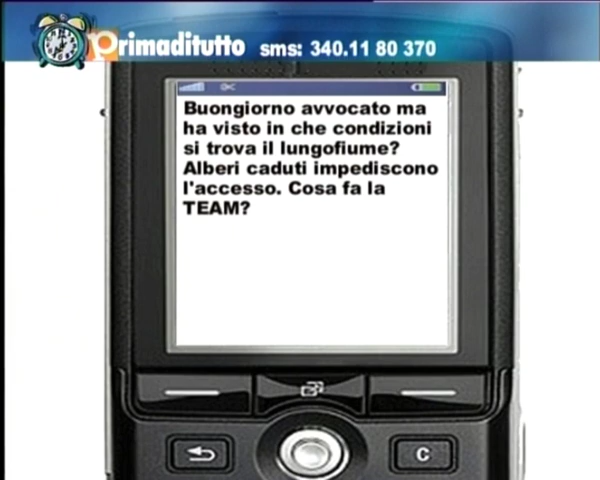 primaditutto sms: 340.11 80 370
Buongiorno avvocato ma
ha visto in che condizioni
si trova il lungofiume?
Alberi caduti impediscono
l'accesso. Cosa fa la
TEAM?
C